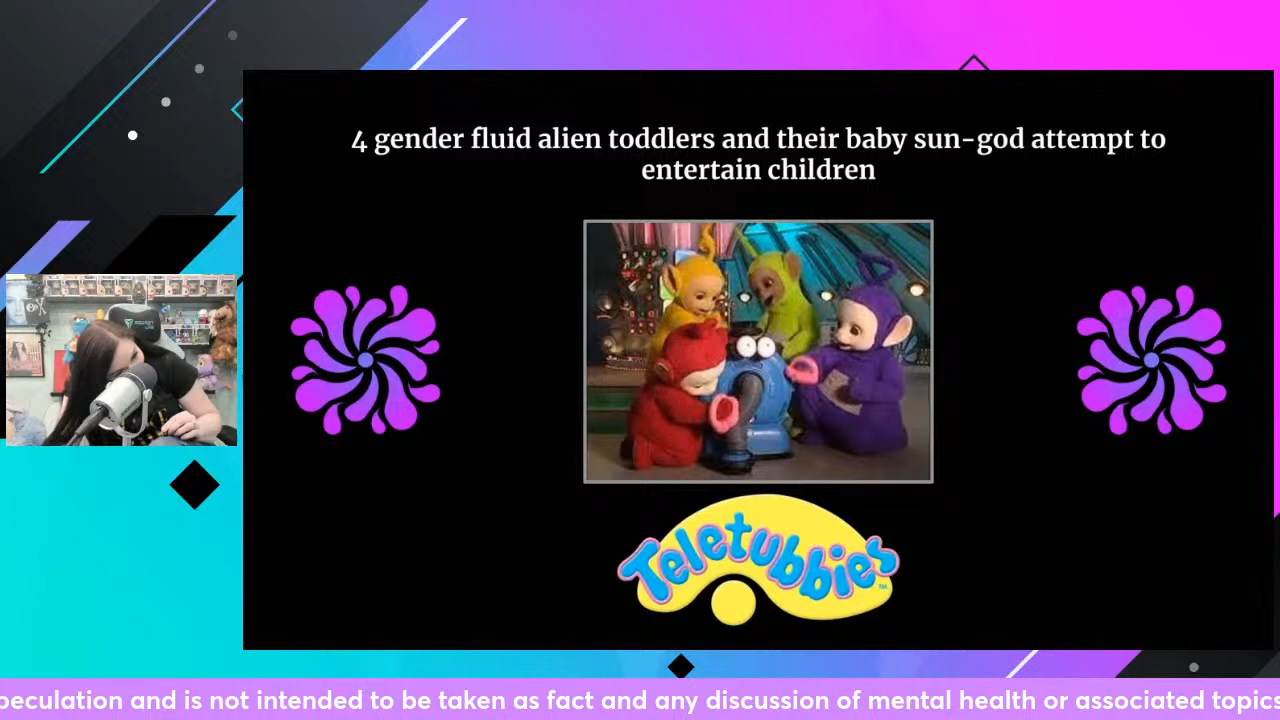 4 gender fluid alien toddlers and their baby sun-god attempt to
entertain children
Teletubbies™
peculation and is not intended to be taken as fact and any discussion of mental health or associated topics